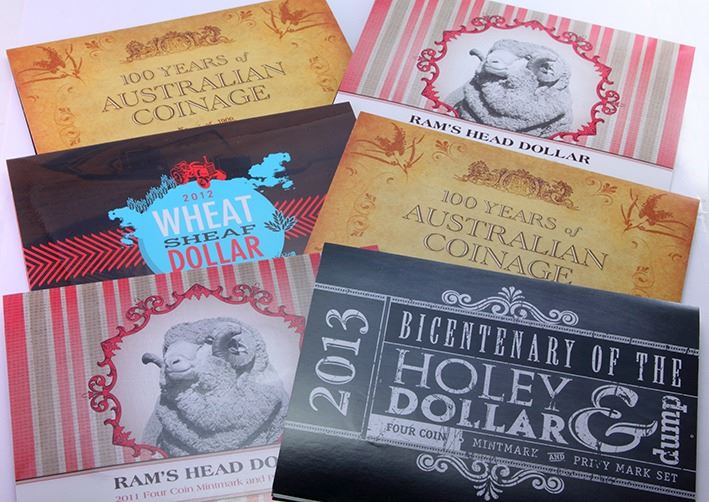 100 YEARS of
AUSTRALIAN
COINAGE
RAM'S HEAD DOLLAR
2012
WHEAT
SHEAF
DOLLAR
100 YEARS of
AUSTRALIAN
COINAGE
RAM'S HEAD DO
2011 Four Coin Mintmark and
2013
BICENTENARY OF THE
HOLEY
DOLLAR & dump
FOUR COIN MINTMARK AND PRIVY MARK SET